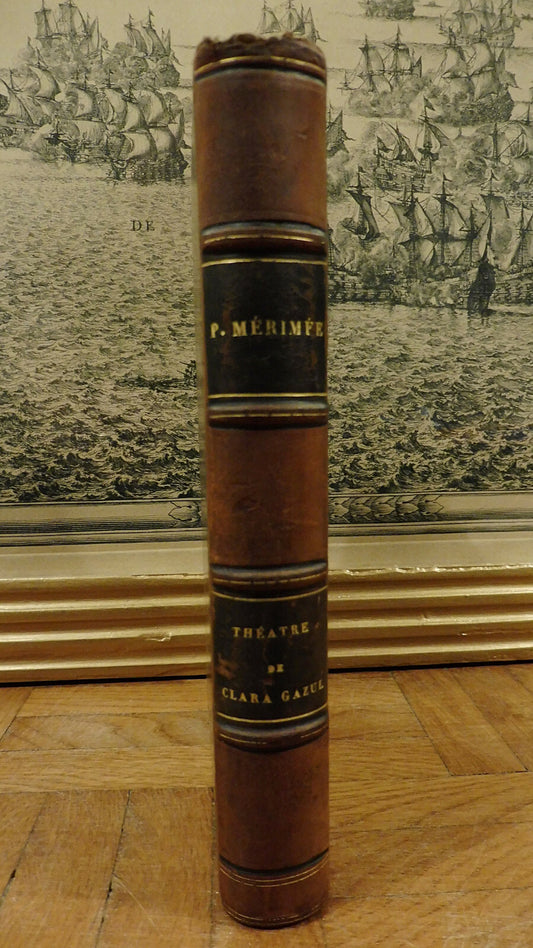 DE
P. MÉRIMÉE
THÉATRE
DE
CLARA GAZUL